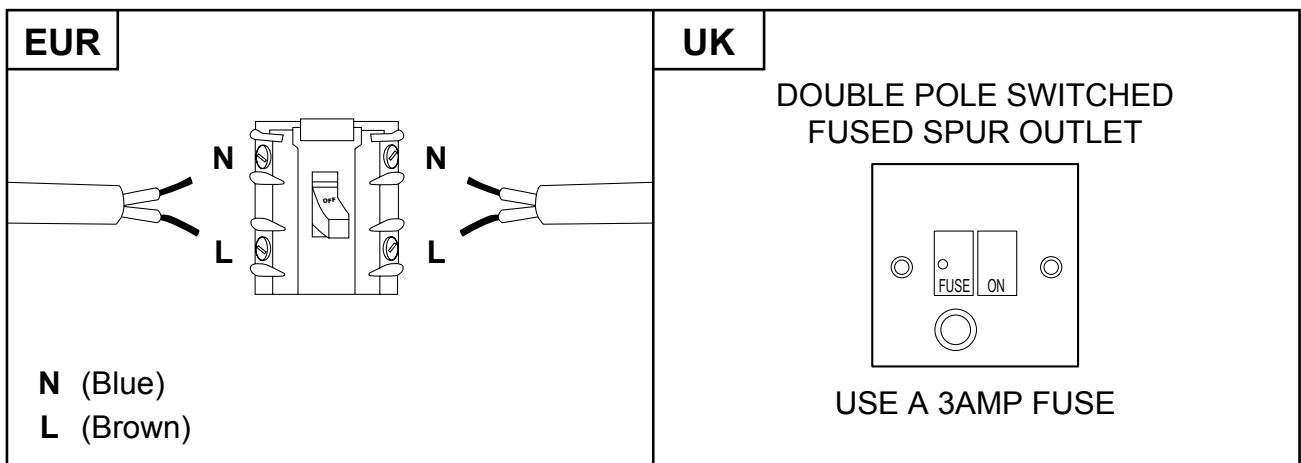 EUR
N
N
OFF
L
L
N (Blue)
L (Brown)
UK
DOUBLE POLE SWITCHED
FUSED SPUR OUTLET
FUSE ON
USE A 3AMP FUSE